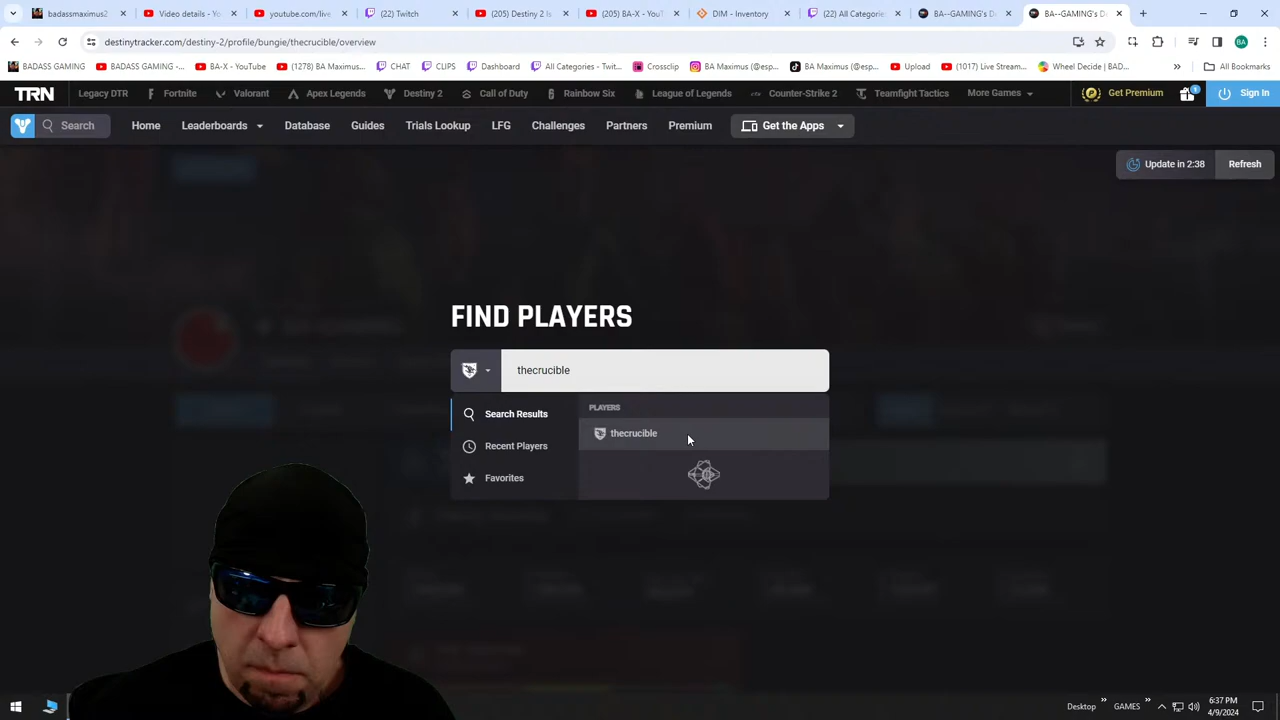 badassmaximus2
Video details - Yo
youtube.com/live
(22) Twitch
(205) Destiny 2 Is
(205) BA-X - YouT
DIM – Inventory
(22) All Categorie
BA--GAMING's D
BA--GAMING's D
destinytracker.com/destiny-2/profile/bungie/thecrucible/overview
BA
BADASS GAMING
BADASS GAMING -...
BA-X - YouTube
(1278) BA Maximus...
CHAT
CLIPS
Dashboard
All Categories - Twit...
Crossclip
BA Maximus (@esp...
BA Maximus (@esp...
Upload
(1017) Live Stream...
Wheel Decide | BAD...
»
All Bookmarks
TRN
Legacy DTR
Fortnite
Valorant
Apex Legends
Destiny 2
Call of Duty
Rainbow Six
League of Legends
Counter-Strike 2
Teamfight Tactics
More Games
Get Premium
1
Sign In
Search
Home
Leaderboards
Database
Guides
Trials Lookup
LFG
Challenges
Partners
Premium
Get the Apps
Update in 2:38
Refresh
FIND PLAYERS
thecrucible
Search Results
PLAYERS
thecrucible
Recent Players
Favorites
Desktop
»
GAMES
»
6:37 PM
4/9/2024